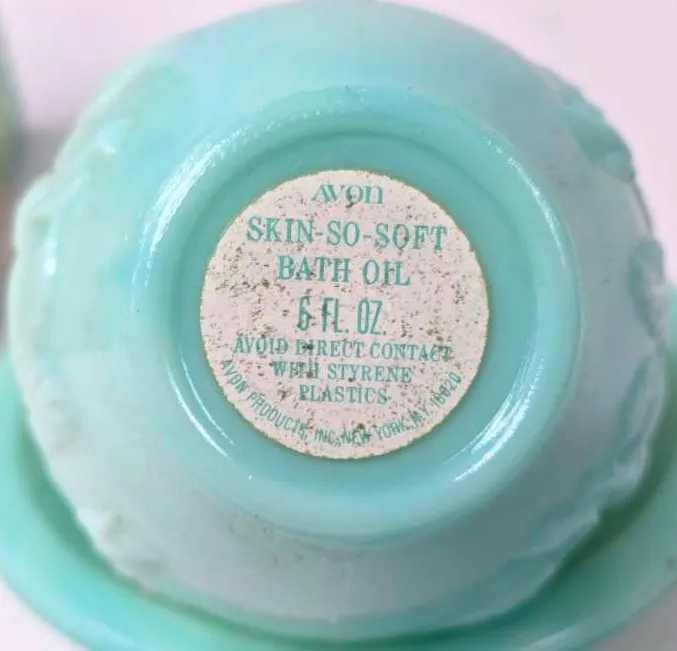 AVON
SKIN-SO-SOFT
BATH OIL
6 FL. OZ.
AVOID DIRECT CONTACT
WITH STYRENE
PLASTICS
AVON PRODUCTS, INC. NEW YORK, N.Y. 10020